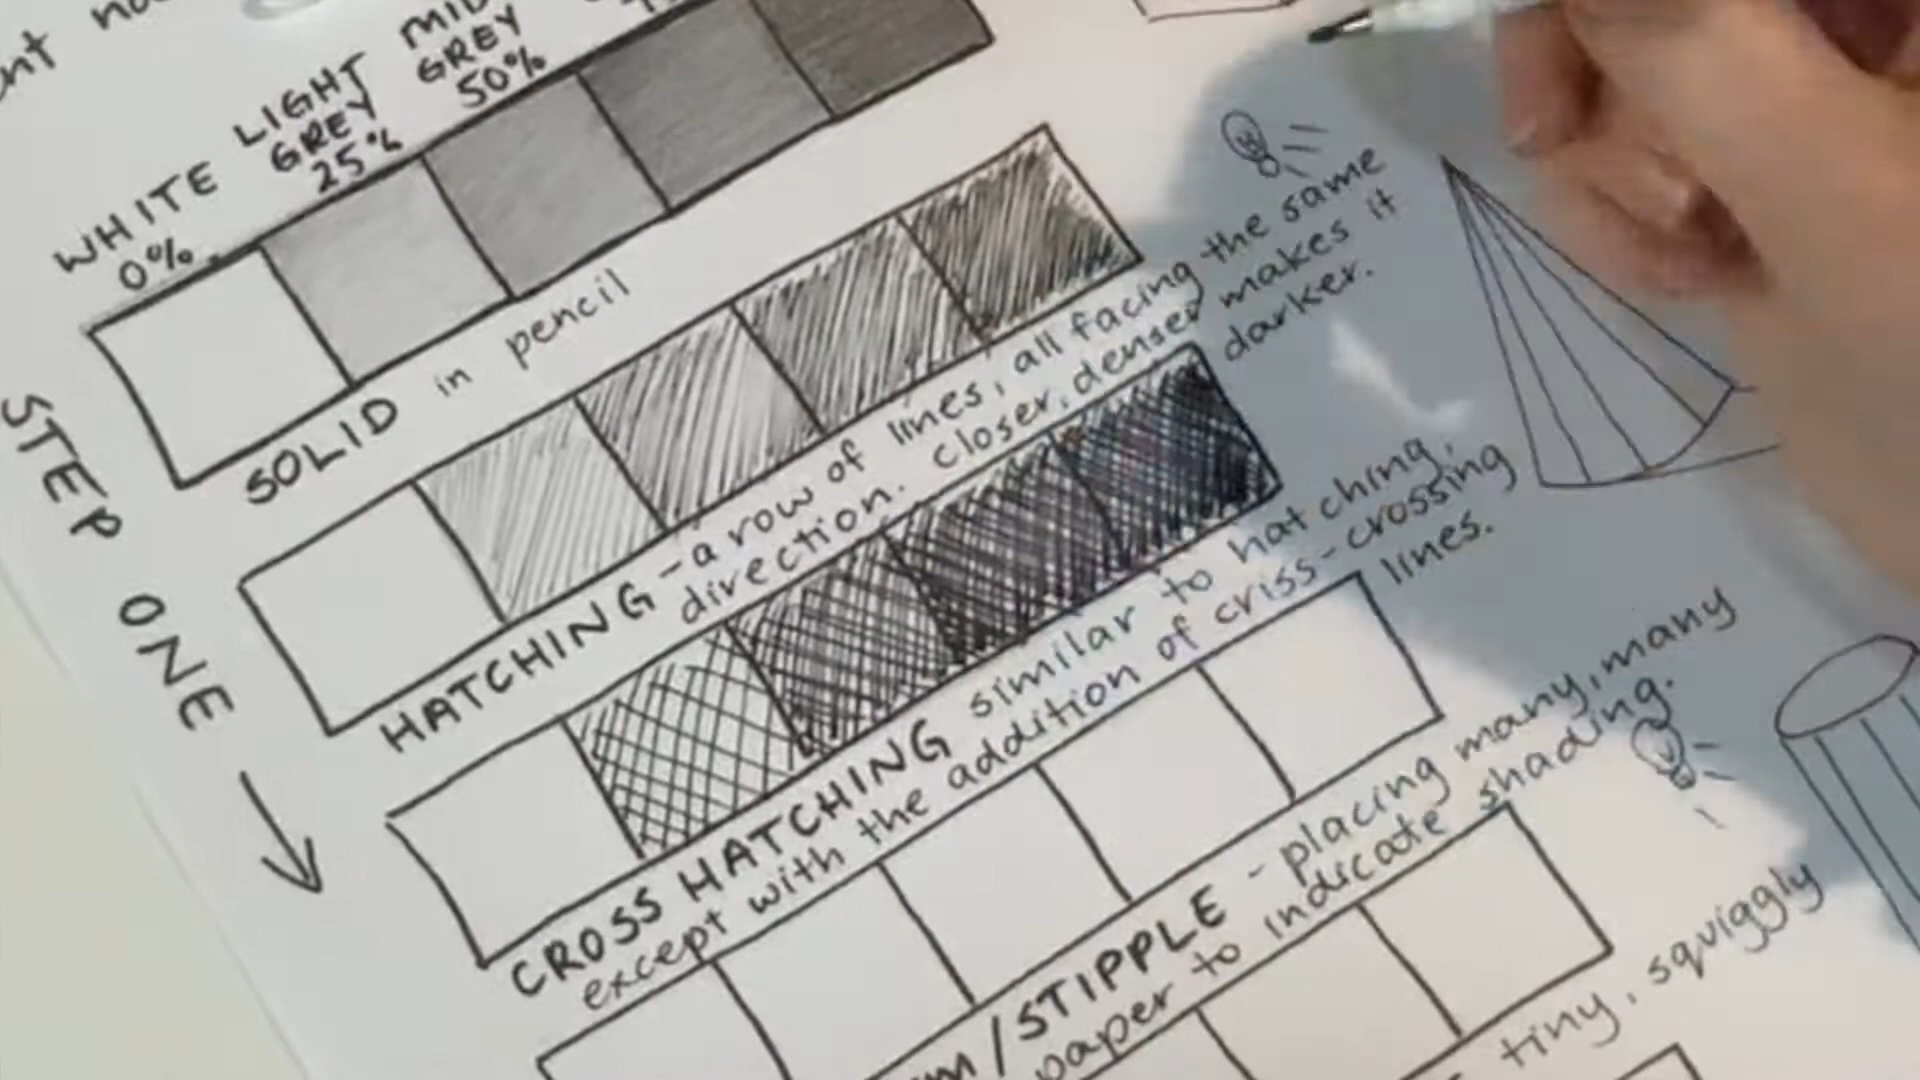 ent
WHITE
0%
LIGHT
GREY
25%
MID
GREY
50%
STEP ONE
SOLID in pencil
HATCHING - a row of lines, all facing the same
direction. closer, denser makes it
darker.
CROSS HATCHING similar to hatching,
except with the addition of criss-crossing
lines.
/STIPPLE - placing many, many
paper to indicate shading.
tiny, squiggly